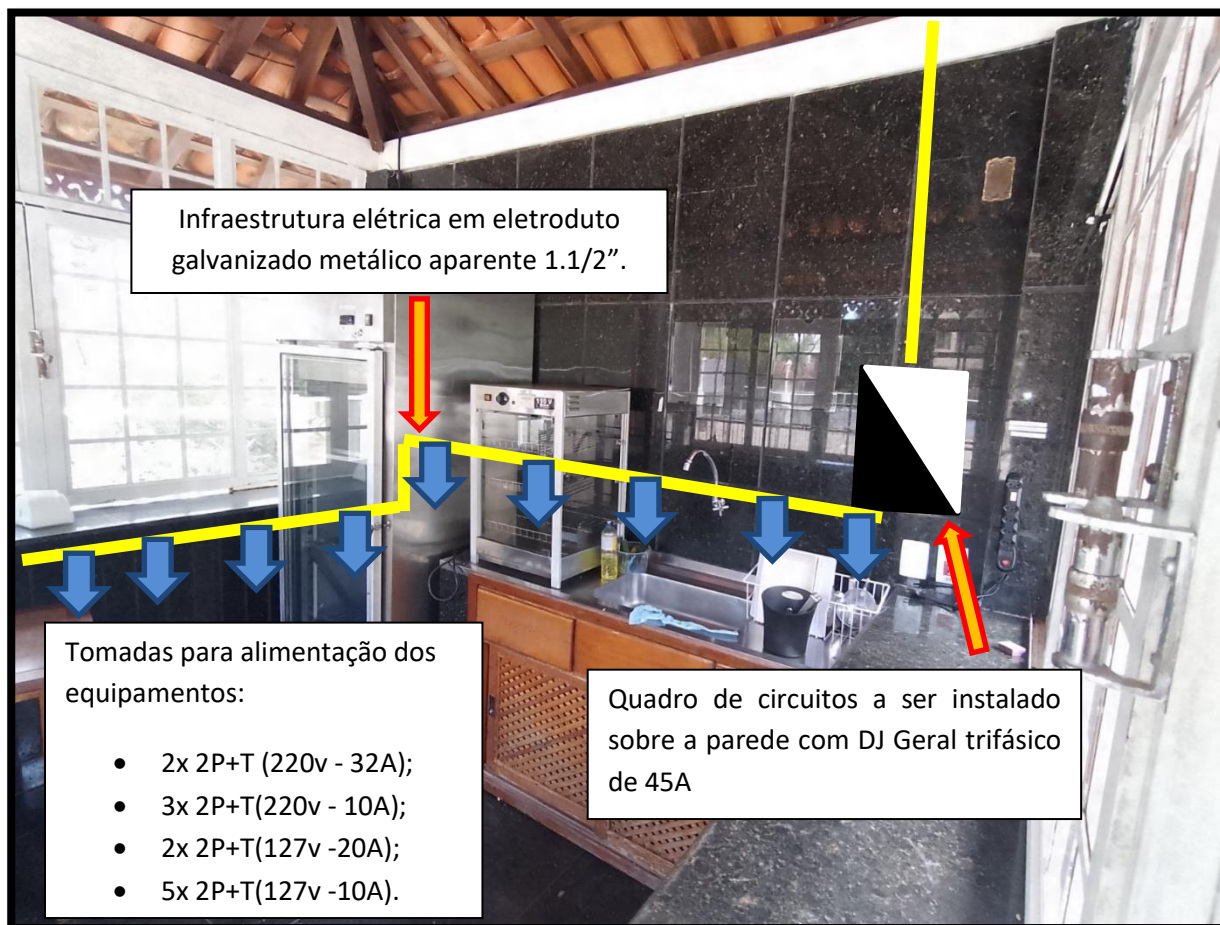 Infraestrutura elétrica em eletroduto
galvanizado metálico aparente 1.1/2”.
Tomadas para alimentação dos
equipamentos:
• 2x 2P+T (220v - 32A);
• 3x 2P+T(220v - 10A);
• 2x 2P+T(127v -20A);
• 5x 2P+T(127v -10A).
Quadro de circuitos a ser instalado
sobre a parede com DJ Geral trifásico
de 45A